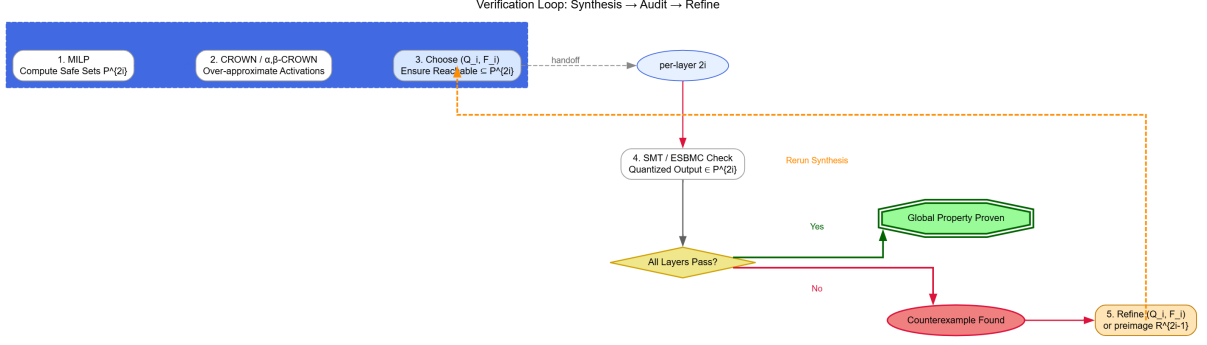 Verification Loop: Synthesis → Audit → Refine
1. MILP
Compute Safe Sets P^{2i}
2. CROWN / α,β-CROWN
Over-approximate Activations
3. Choose (Q_i, F_i)
Ensure Reachable ⊆ P^{2i}
handoff
per-layer 2i
4. SMT / ESBMC Check
Quantized Output ∈ P^{2i}
Rerun Synthesis
All Layers Pass?
Yes
Global Property Proven
No
Counterexample Found
5. Refine (Q_i, F_i)
or preimage R^{2i-1}